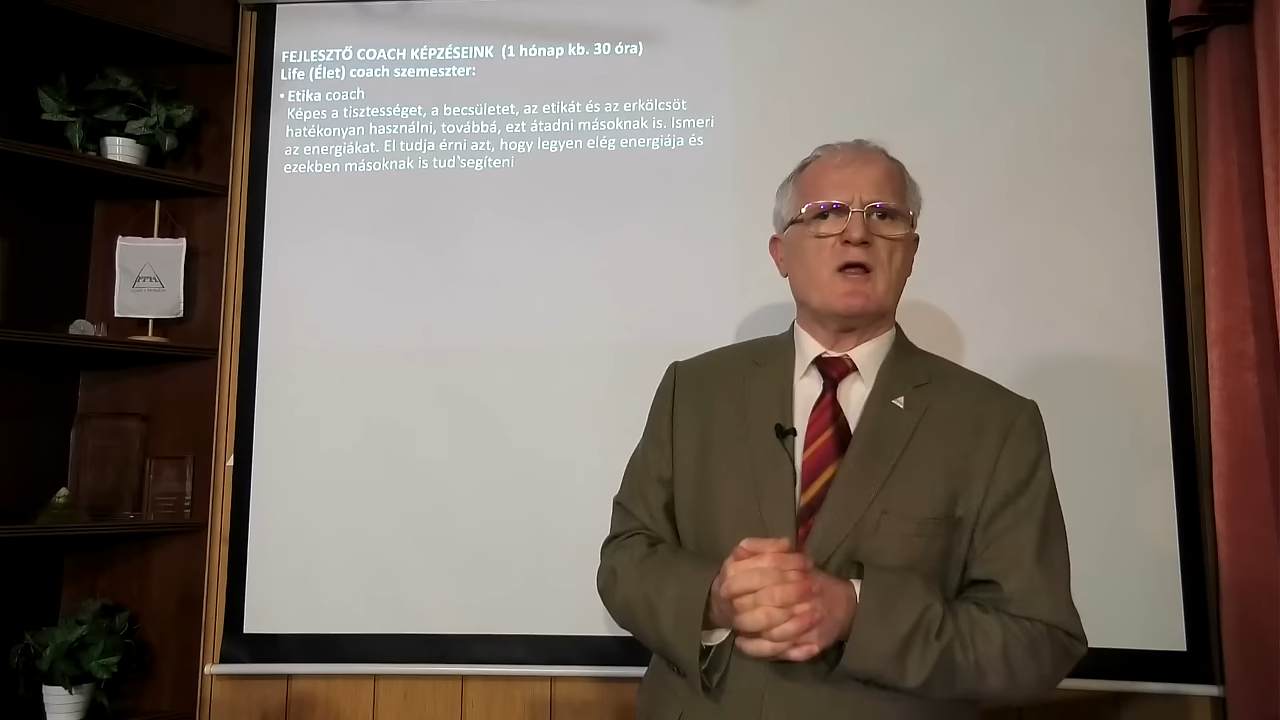 FEJLESZTŐ COACH KÉPZÉSEINK (1 hónap kb. 30 óra)
Life (Élet) coach szemeszter:
• Etika coach
Képes a tisztességet, a becsületet, az etikát és az erkölcsöt
hatékonyan használni, továbbá, ezt átadni másoknak is. Ismeri
az energiákat. El tudja érni azt, hogy legyen elég energiája és
ezekben másoknak is tud segíteni